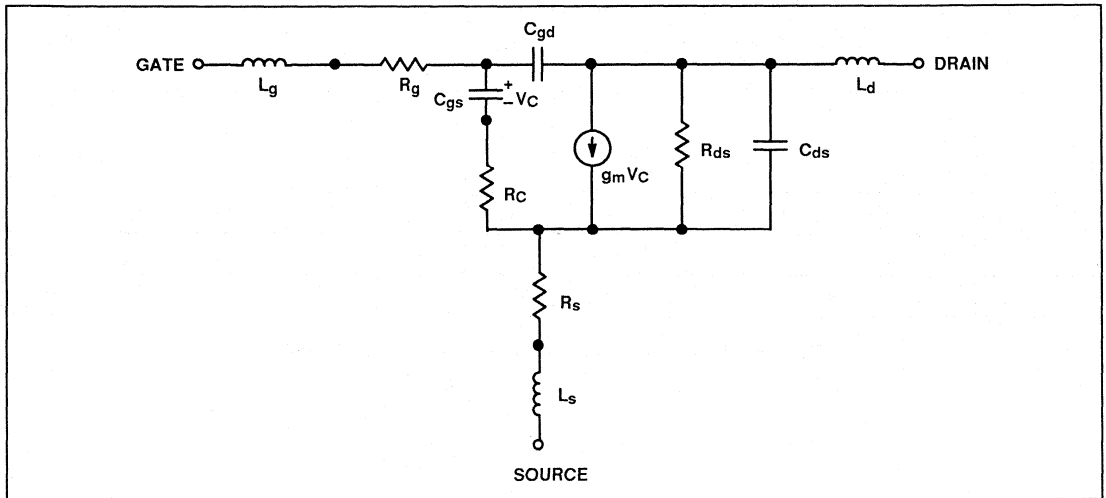 Cgd
GATE
DRAIN
Lg
Rg
Ld
Cgs
+
– VC
Rds
Cds
gmVC
RC
Rs
Ls
SOURCE